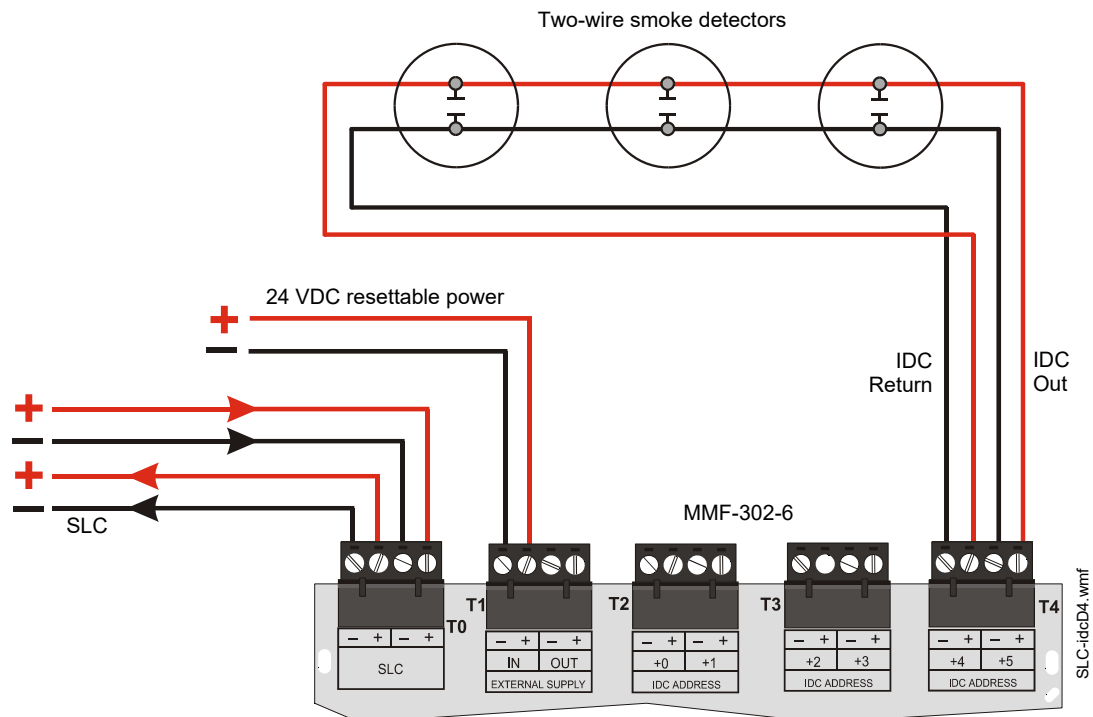 Two-wire smoke detectors
24 VDC resettable power
+
−
IDC
Return
IDC
Out
+
−
+
−
SLC
MMF-302-6
T0
T1
T2
T3
T4
− + − +
SLC
− + − +
IN OUT
EXTERNAL SUPPLY
− + − +
+0 +1
IDC ADDRESS
− + − +
+2 +3
IDC ADDRESS
− + − +
+4 +5
IDC ADDRESS
SLC-idcD4.wmf